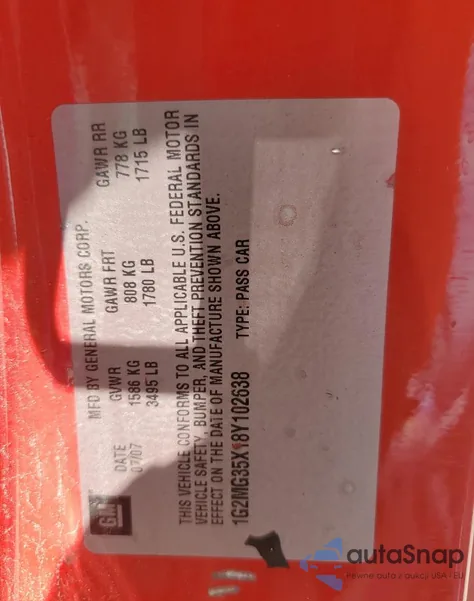 MFD BY GENERAL MOTORS CORP.
DATE GVWR GAWR FRT GAWR RR
07/07 1586 KG 808 KG 778 KG
3495 LB 1780 LB 1715 LB
THIS VEHICLE CONFORMS TO ALL APPLICABLE U.S. FEDERAL MOTOR
VEHICLE SAFETY, BUMPER, AND THEFT PREVENTION STANDARDS IN
EFFECT ON THE DATE OF MANUFACTURE SHOWN ABOVE.
1G2MG35X18Y102638 TYPE: PASS CAR
GM
autoSnap